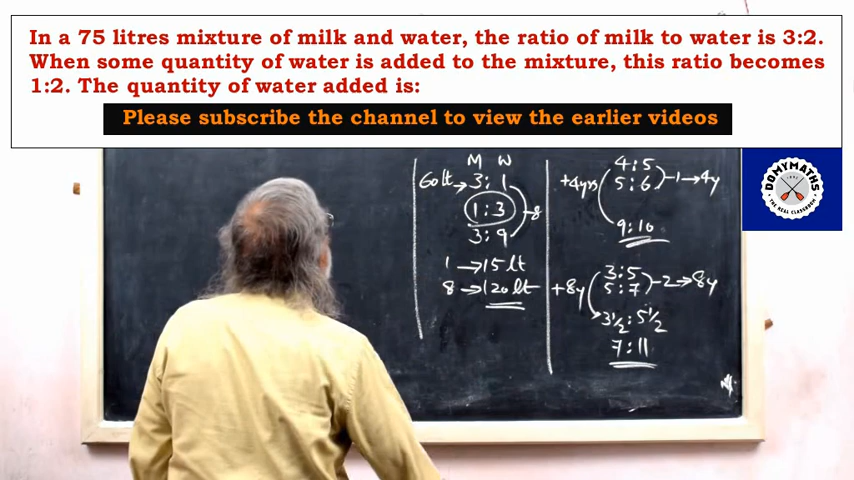 In a 75 litres mixture of milk and water, the ratio of milk to water is 3:2.
When some quantity of water is added to the mixture, this ratio becomes
1:2. The quantity of water added is:
Please subscribe the channel to view the earlier videos
M W
60lt → 3 : 1
1 : 3
3 : 9
8
1 → 15 lt
8 → 120 lt
4 : 5
+4yrs 5 : 6 1 → 4y
9 : 10
3 : 5
+8y 5 : 7 2 → 8y
3½ : 5½
7 : 11
DOMYMATHS
THE REAL CLASSROOM